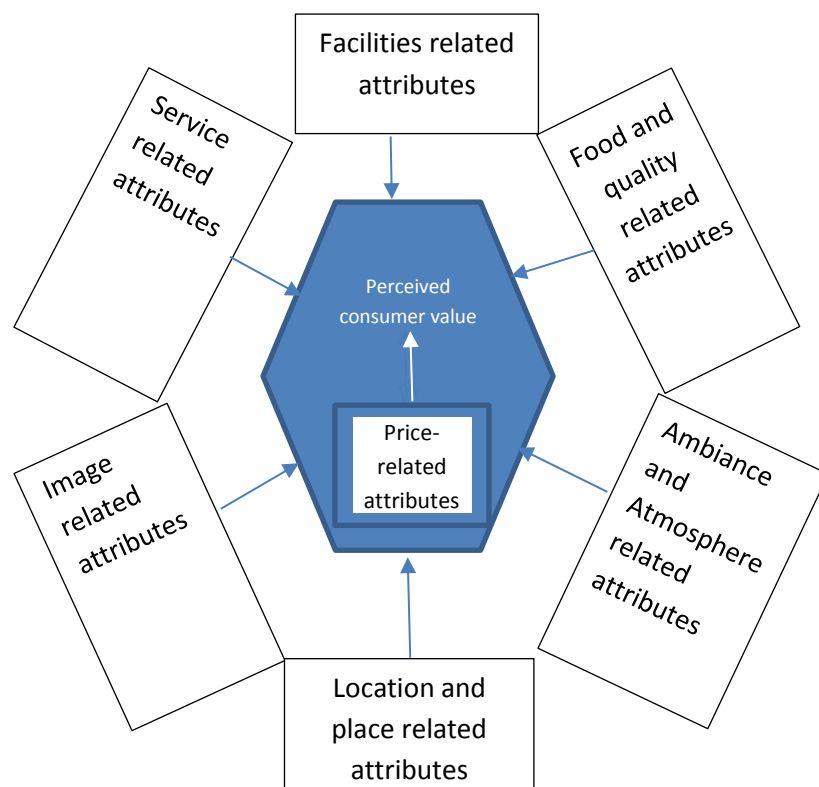 Facilities related
attributes
Service
related
attributes
Food and
quality
related
attributes
Perceived
consumer value
Price-
related
attributes
Image
related
attributes
Ambiance
and
Atmosphere
related
attributes
Location and
place related
attributes